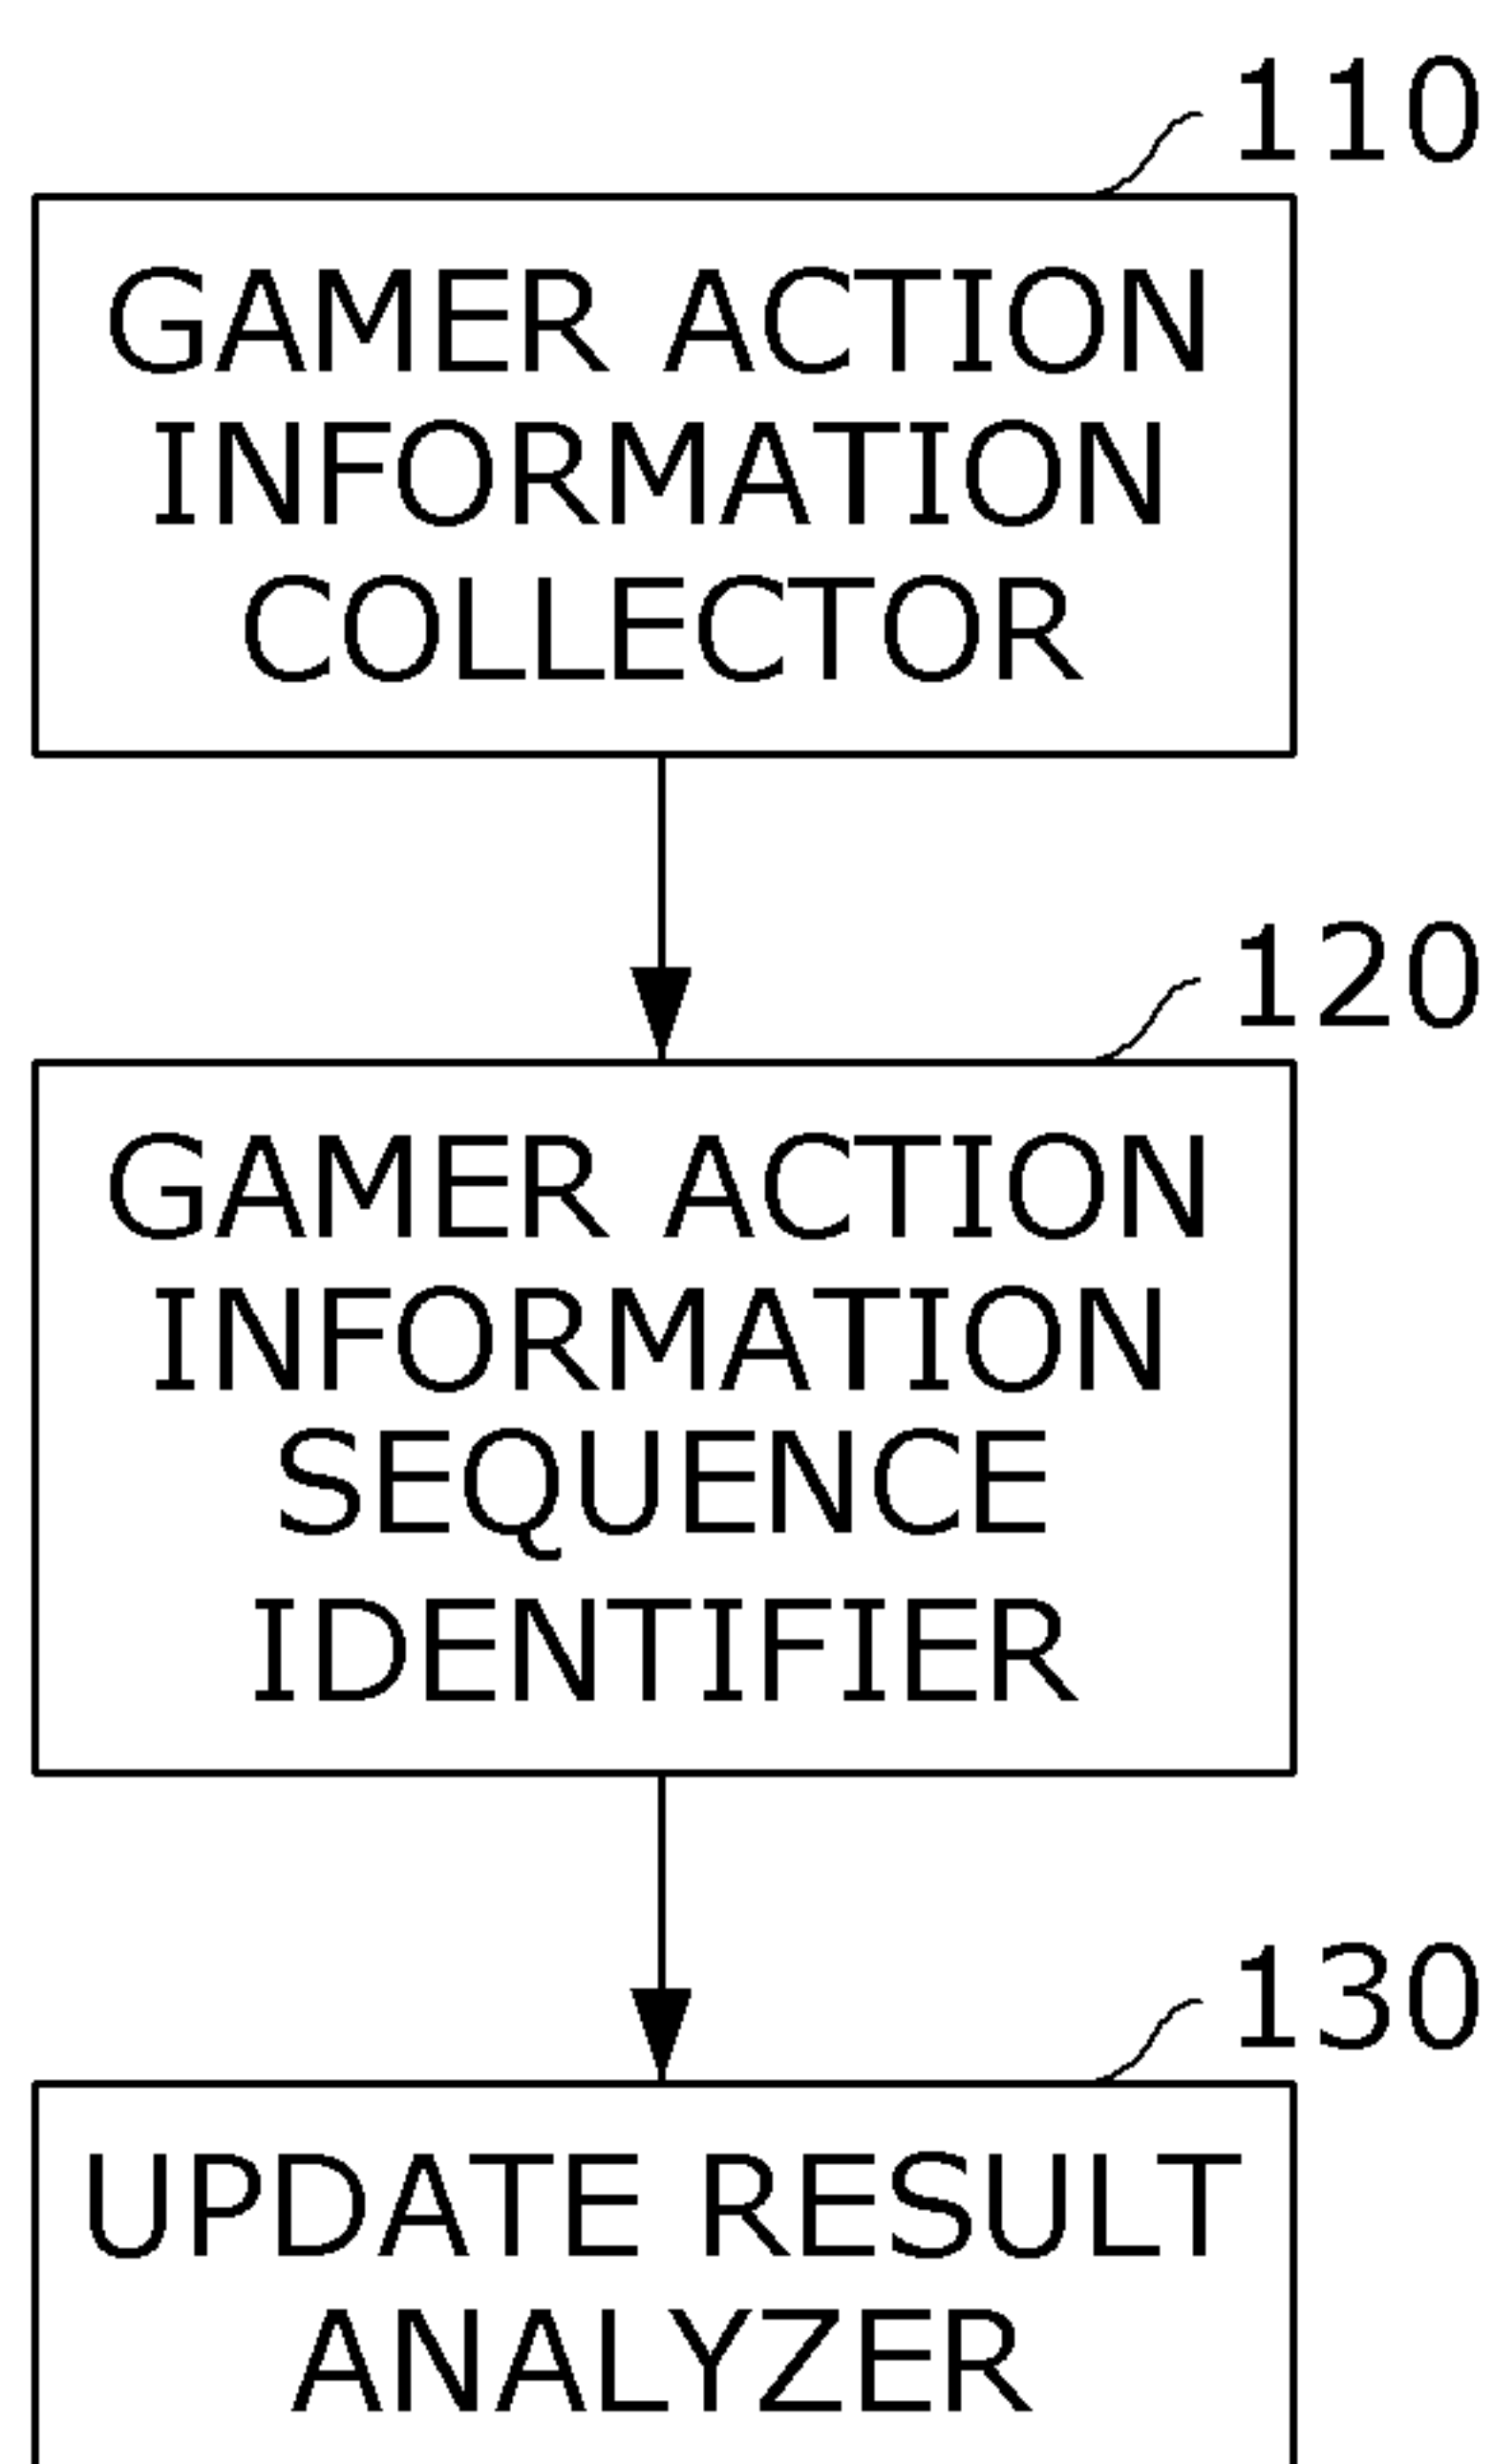 110
GAMER ACTION
INFORMATION
COLLECTOR
120
GAMER ACTION
INFORMATION
SEQUENCE
IDENTIFIER
130
UPDATE RESULT
ANALYZER